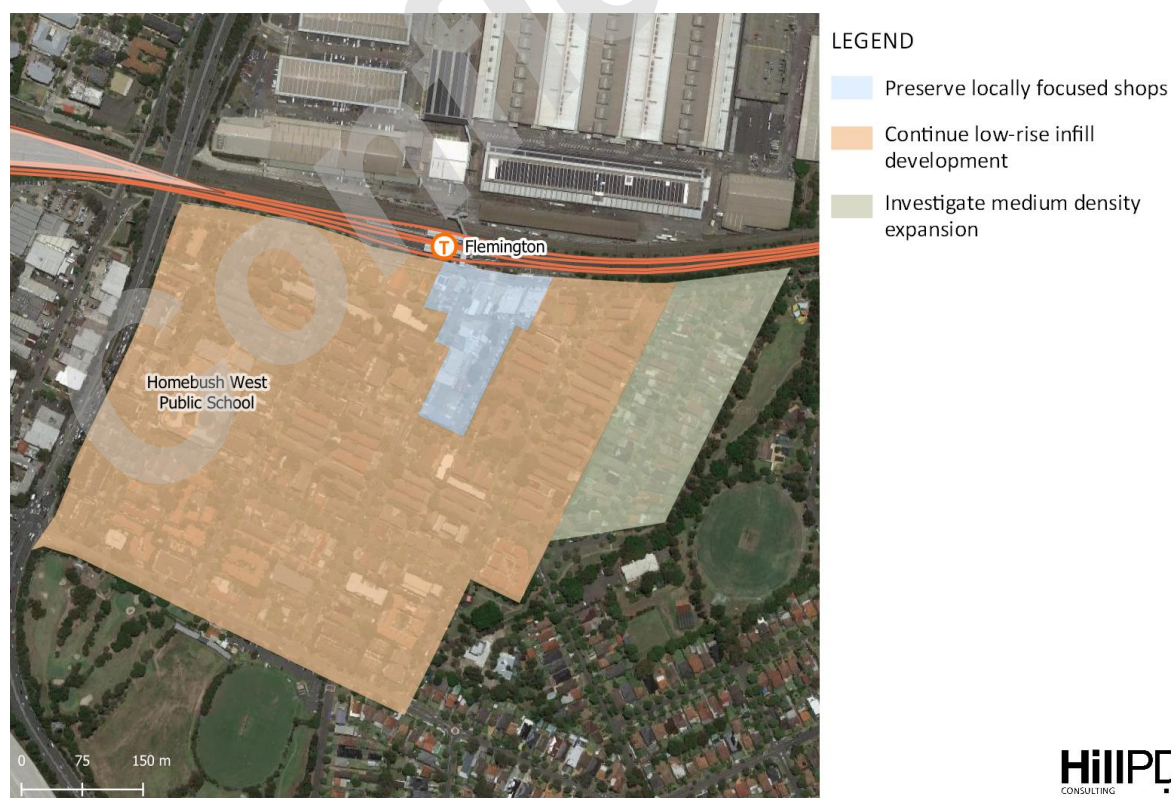 LEGEND
Preserve locally focused shops
Continue low-rise infill
development
Investigate medium density
expansion
T Flemington
Homebush West
Public School
0 75 150 m
HillPD
CONSULTING